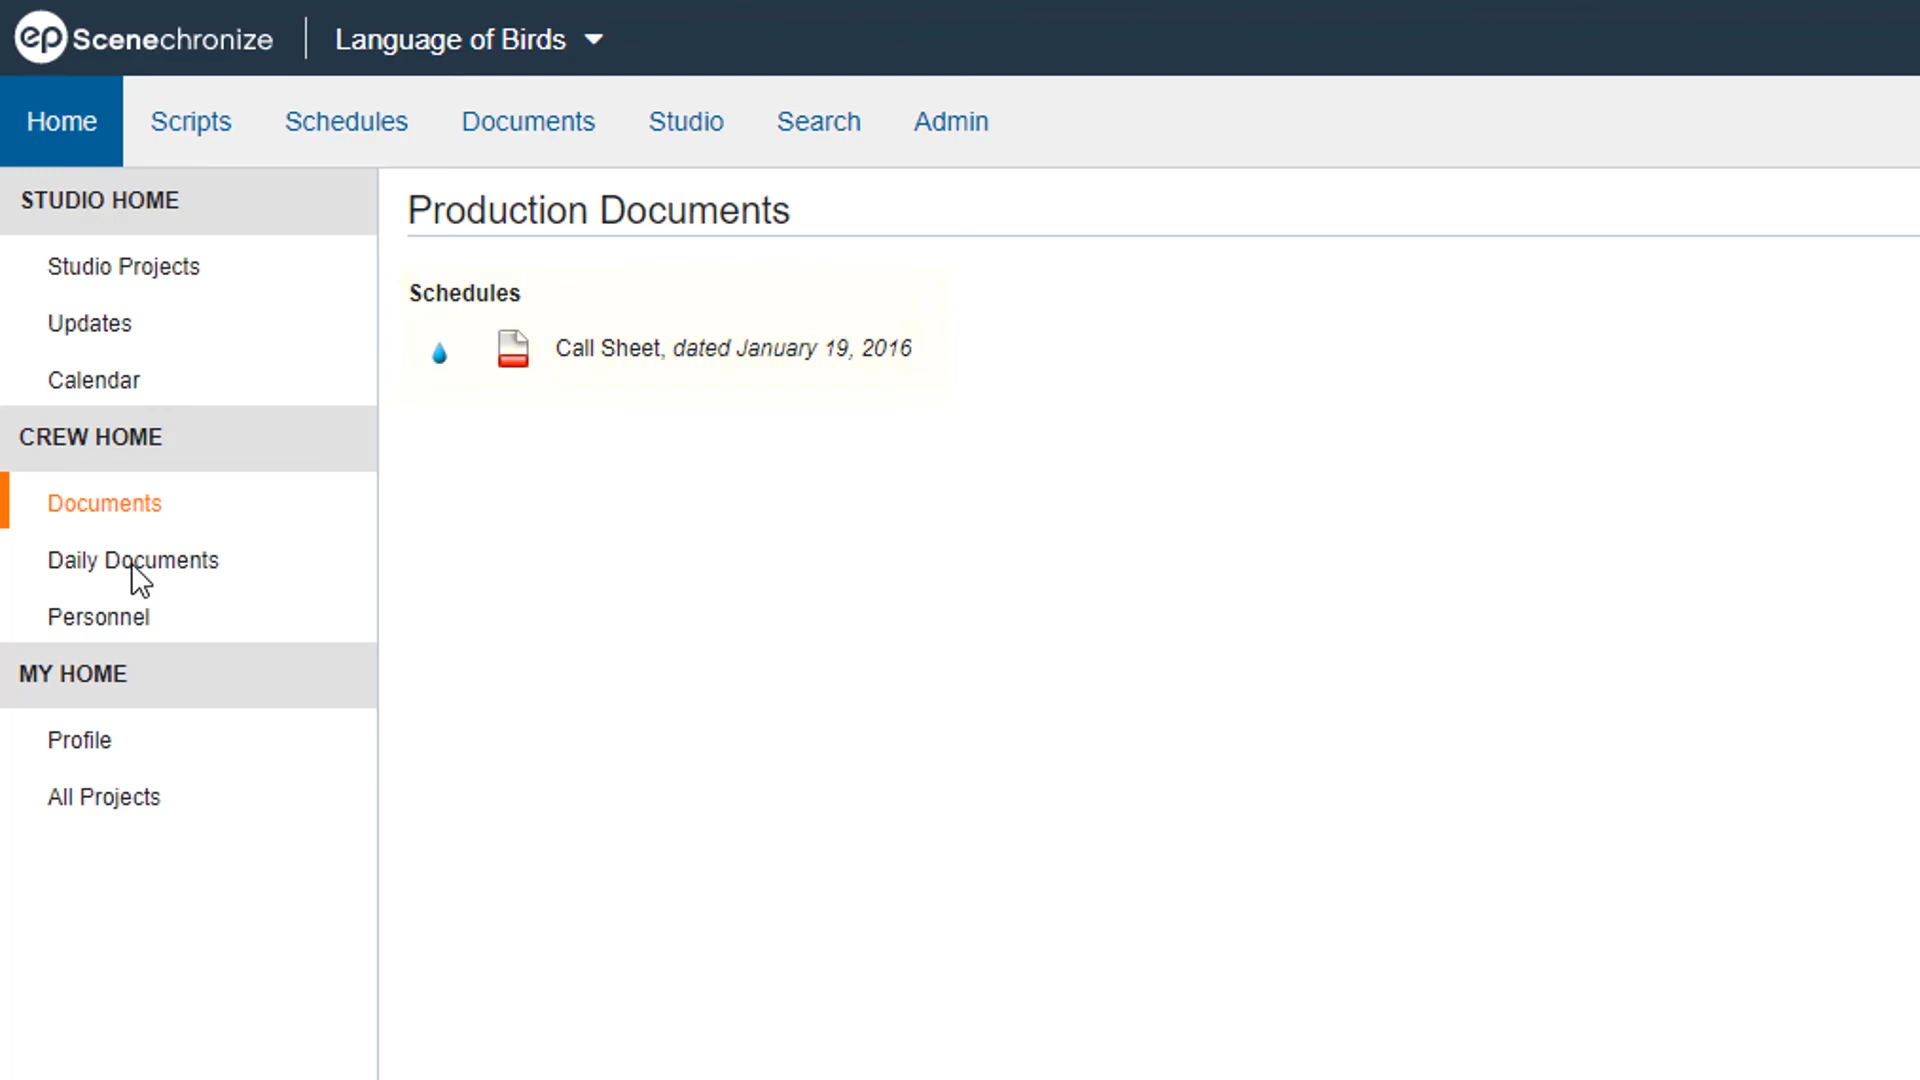 ep Scenechronize Language of Birds
Home Scripts Schedules Documents Studio Search Admin
STUDIO HOME
Studio Projects
Updates
Calendar
CREW HOME
Documents
Daily Documents
Personnel
MY HOME
Profile
All Projects
Production Documents
Schedules
Call Sheet, dated January 19, 2016